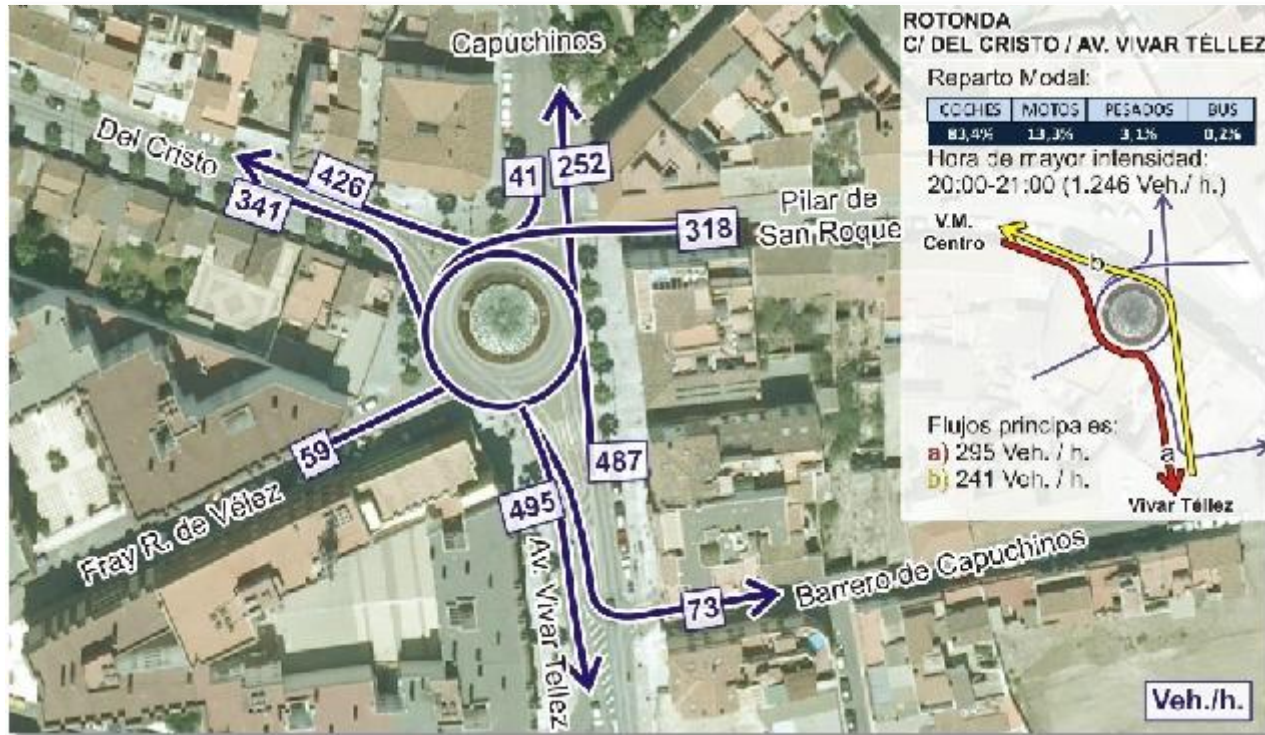 Capuchinos
Del Cristo
426
341
41
252
318
Pilar de
San Roque
59
487
495
Fray R. de Vélez
Av. Vivar Tellez
73
Barrero de Capuchinos
Veh./h.
ROTONDA
C/ DEL CRISTO / AV. VIVAR TÉLLEZ
Reparto Modal:
COCHES MOTOS PESADOS BUS
83,4% 13,3% 3,1% 0,2%
Hora de mayor intensidad:
20:00-21:00 (1.246 Veh./ h.)
V.M.
Centro
b
a
Flujos principa es:
a) 295 Veh. / h.
b) 241 Veh. / h.
Vivar Téllez